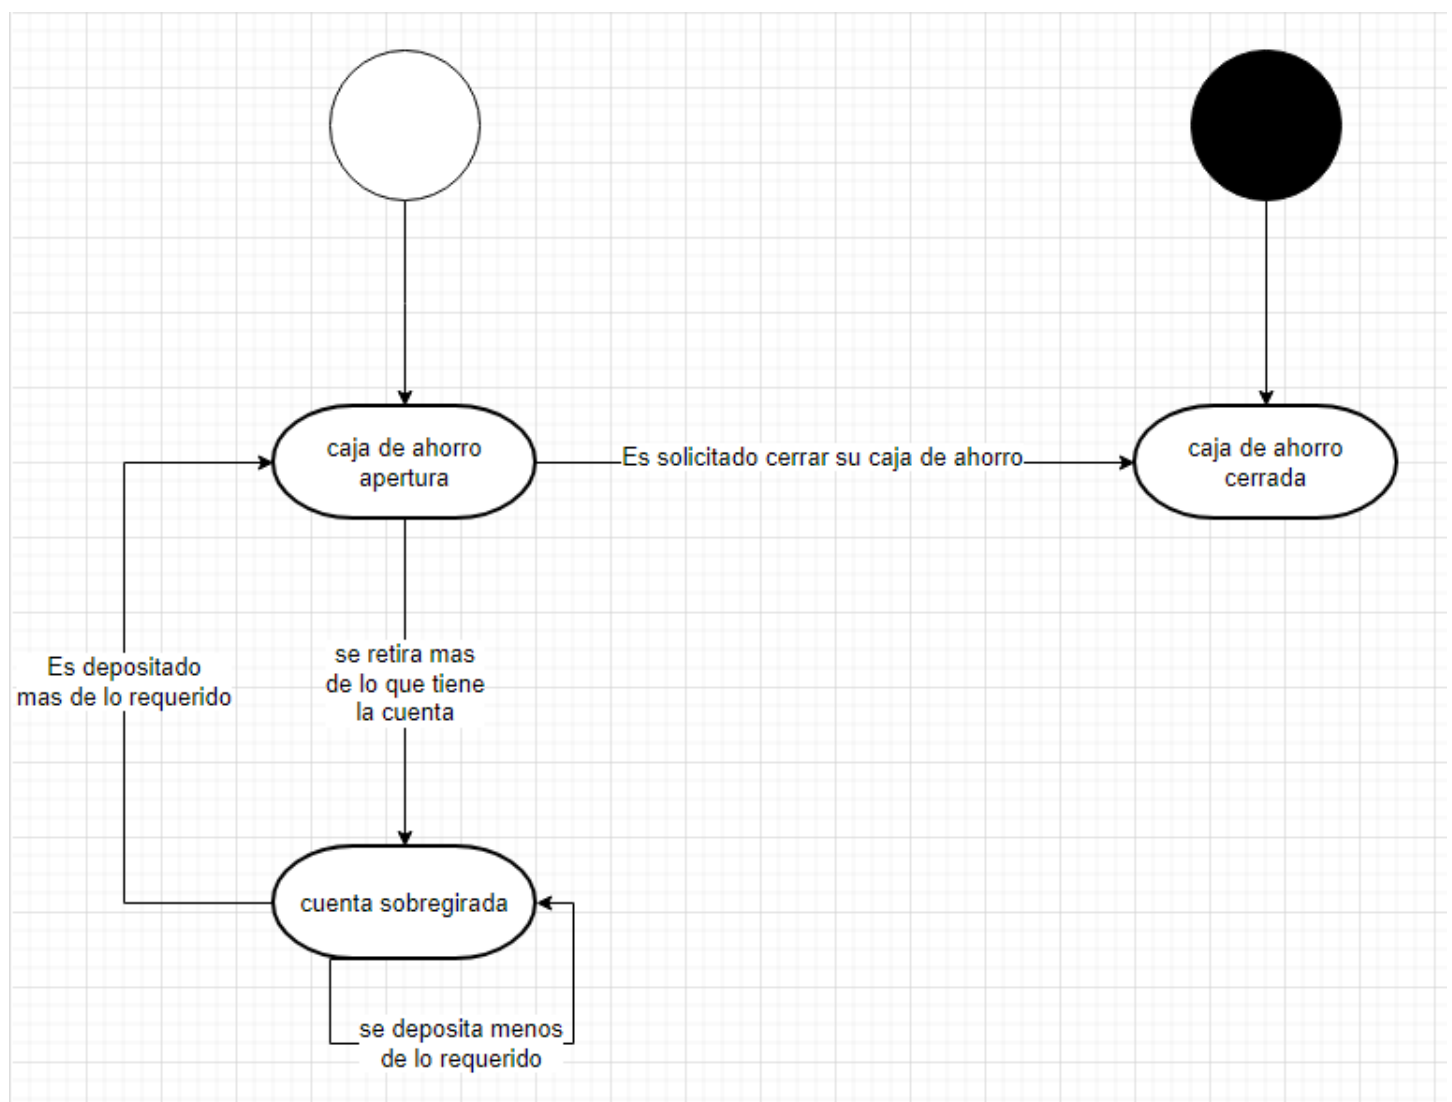 caja de ahorro
apertura
Es solicitado cerrar su caja de ahorro
caja de ahorro
cerrada
Es depositado
mas de lo requerido
se retira mas
de lo que tiene
la cuenta
cuenta sobregirada
se deposita menos
de lo requerido